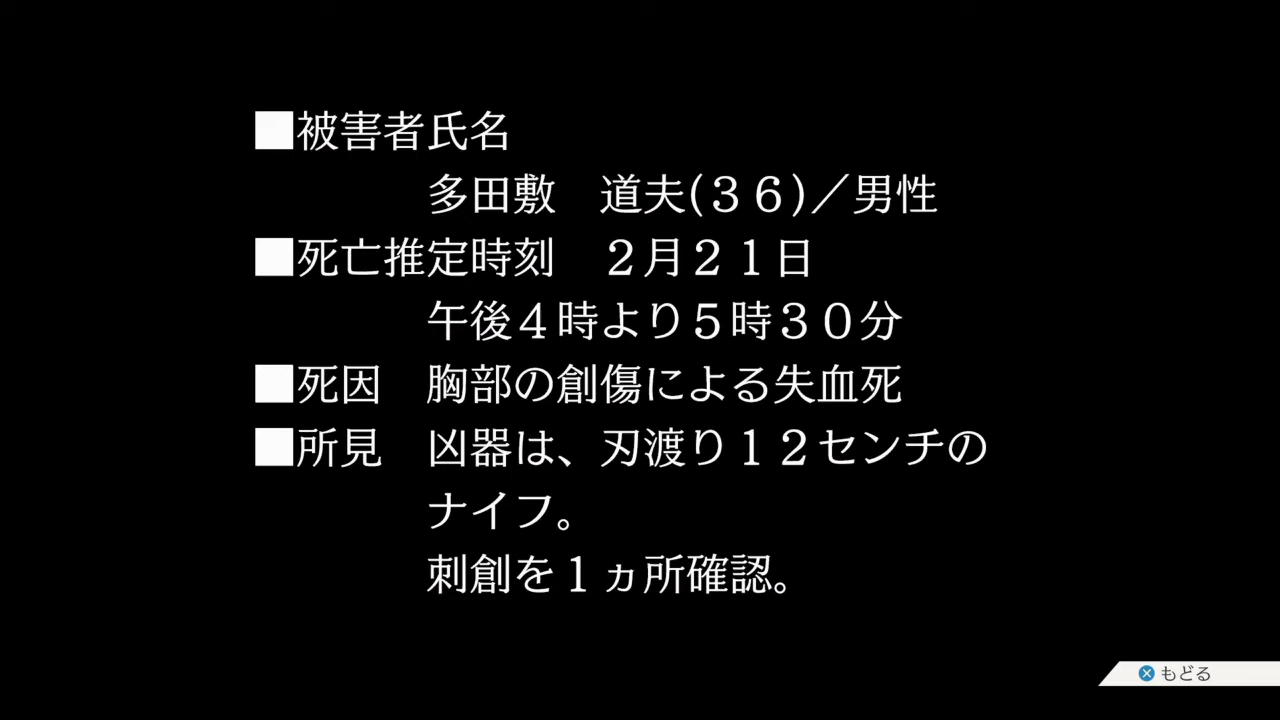 ■被害者氏名
多田敷　道夫(３６)／男性
■死亡推定時刻　２月２１日
午後４時より５時３０分
■死因　胸部の創傷による失血死
■所見　凶器は、刃渡り１２センチの
ナイフ。
刺創を１ヵ所確認。
もどる